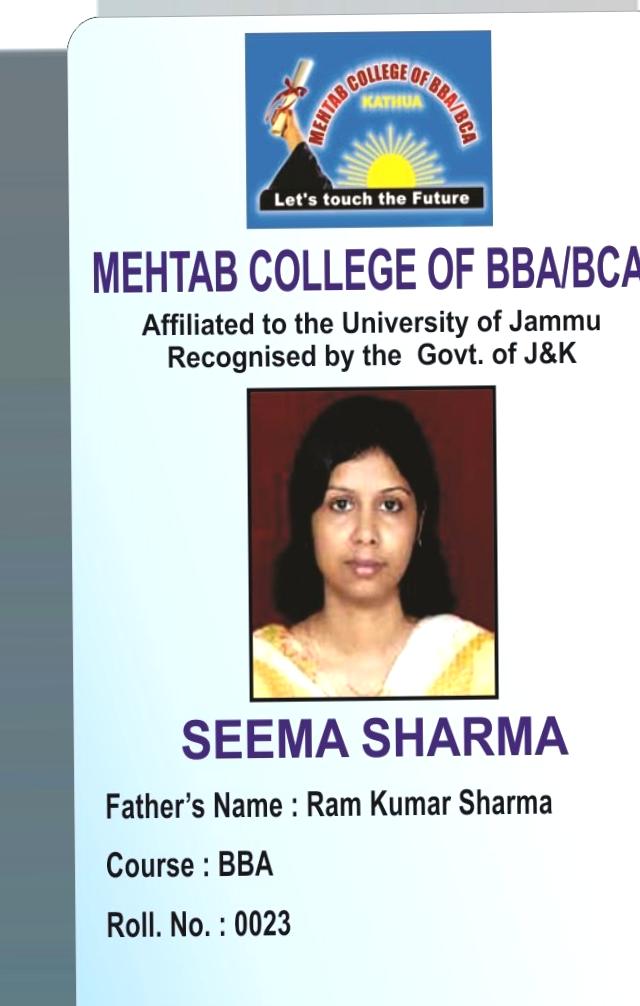 MEHTAB COLLEGE OF BBA/BCA
KATHUA
Let's touch the Future
MEHTAB COLLEGE OF BBA/BCA
Affiliated to the University of Jammu
Recognised by the Govt. of J&K
SEEMA SHARMA
Father's Name : Ram Kumar Sharma
Course : BBA
Roll. No. : 0023